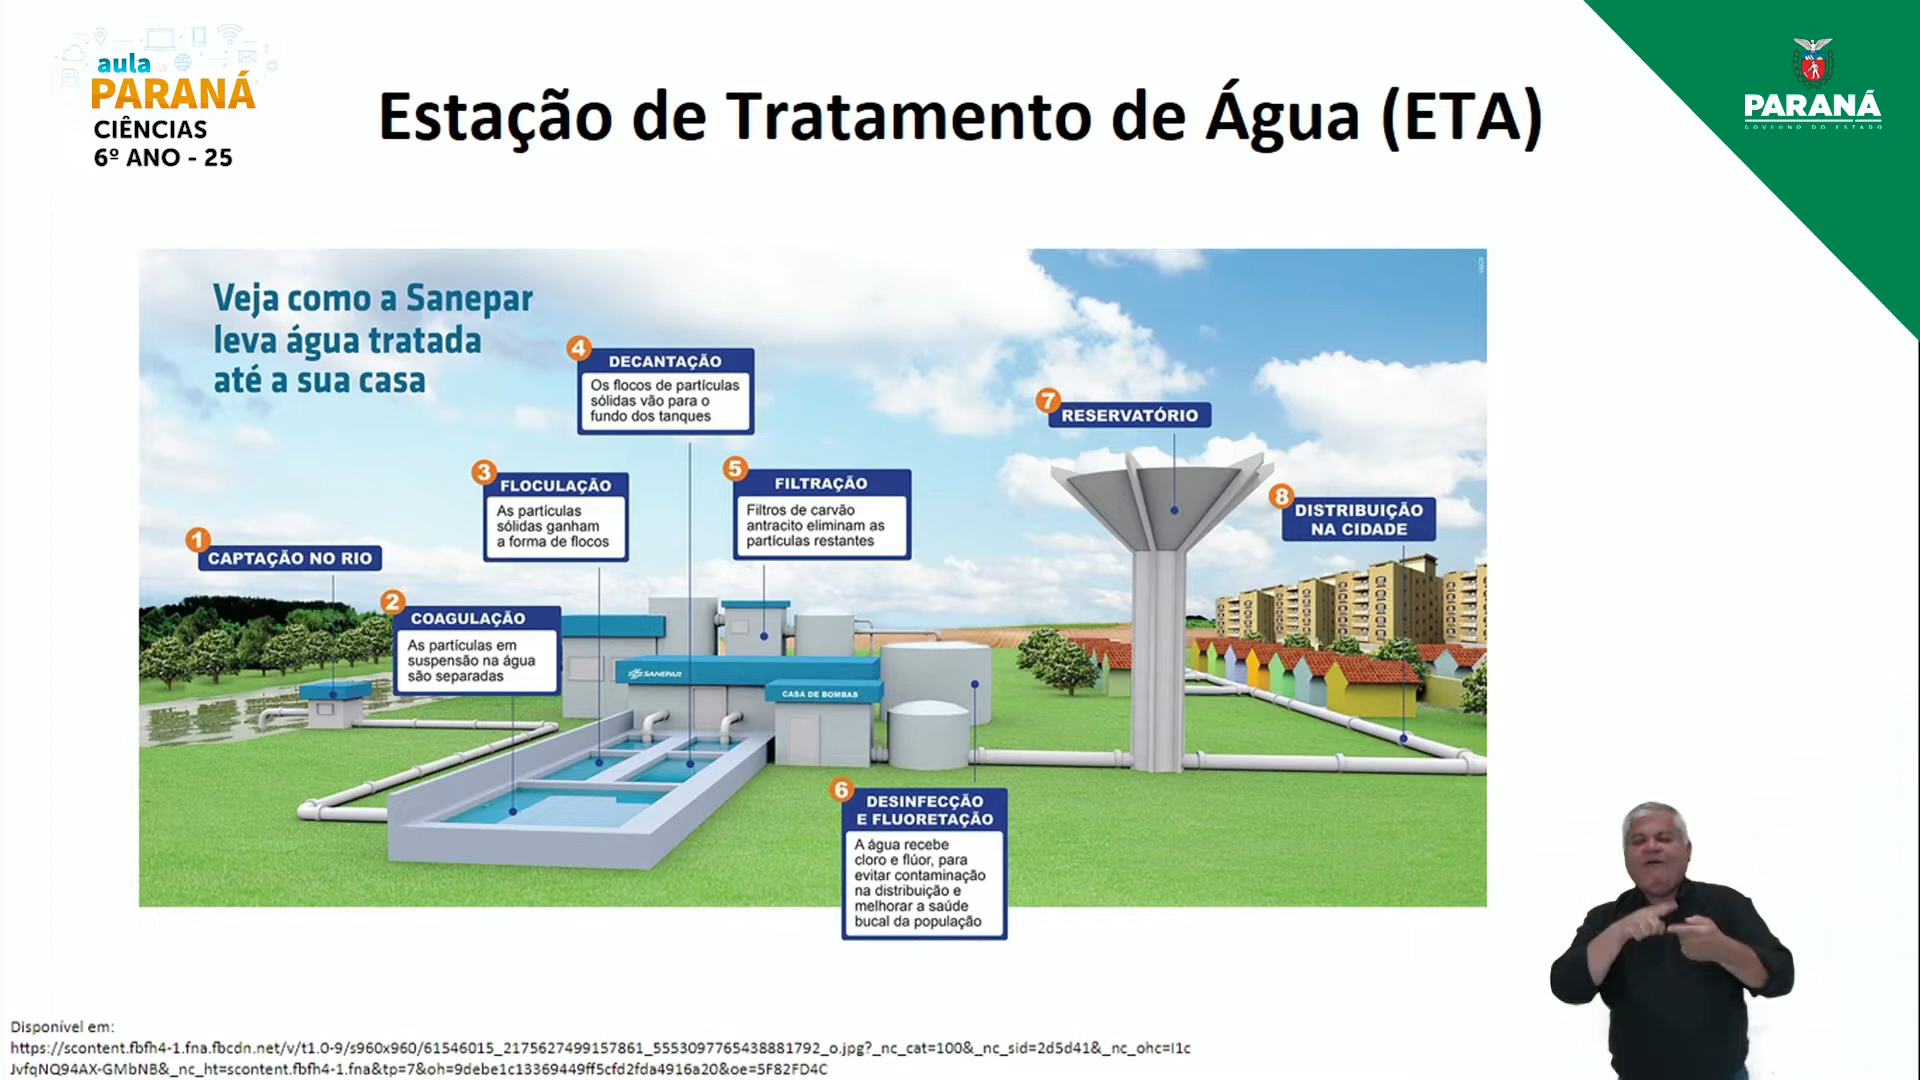 aula
PARANÁ
CIÊNCIAS
6º ANO - 25
Estação de Tratamento de Água (ETA)
PARANÁ
GOVERNO DO ESTADO
Veja como a Sanepar
leva água tratada
até a sua casa
1
CAPTAÇÃO NO RIO
2
COAGULAÇÃO
As partículas em
suspensão na água
são separadas
3
FLOCULAÇÃO
As partículas
sólidas ganham
a forma de flocos
4
DECANTAÇÃO
Os flocos de partículas
sólidas vão para o
fundo dos tanques
5
FILTRAÇÃO
Filtros de carvão
antracito eliminam as
partículas restantes
SANEPAR
CASA DE BOMBAS
6
DESINFECÇÃO
E FLUORETAÇÃO
A água recebe
cloro e flúor, para
evitar contaminação
na distribuição e
melhorar a saúde
bucal da população
7
RESERVATÓRIO
8
DISTRIBUIÇÃO
NA CIDADE
Disponível em:
https://scontent.fbfh4-1.fna.fbcdn.net/v/t1.0-9/s960x960/61546015_2175627499157861_5553097765438881792_o.jpg?_nc_cat=100&_nc_sid=2d5d41&_nc_ohc=I1c
JvfqNQ94AX-GMbNB&_nc_ht=scontent.fbfh4-1.fna&tp=7&oh=9debe1c13369449ff5cfd2fda4916a20&oe=5F82FD4C